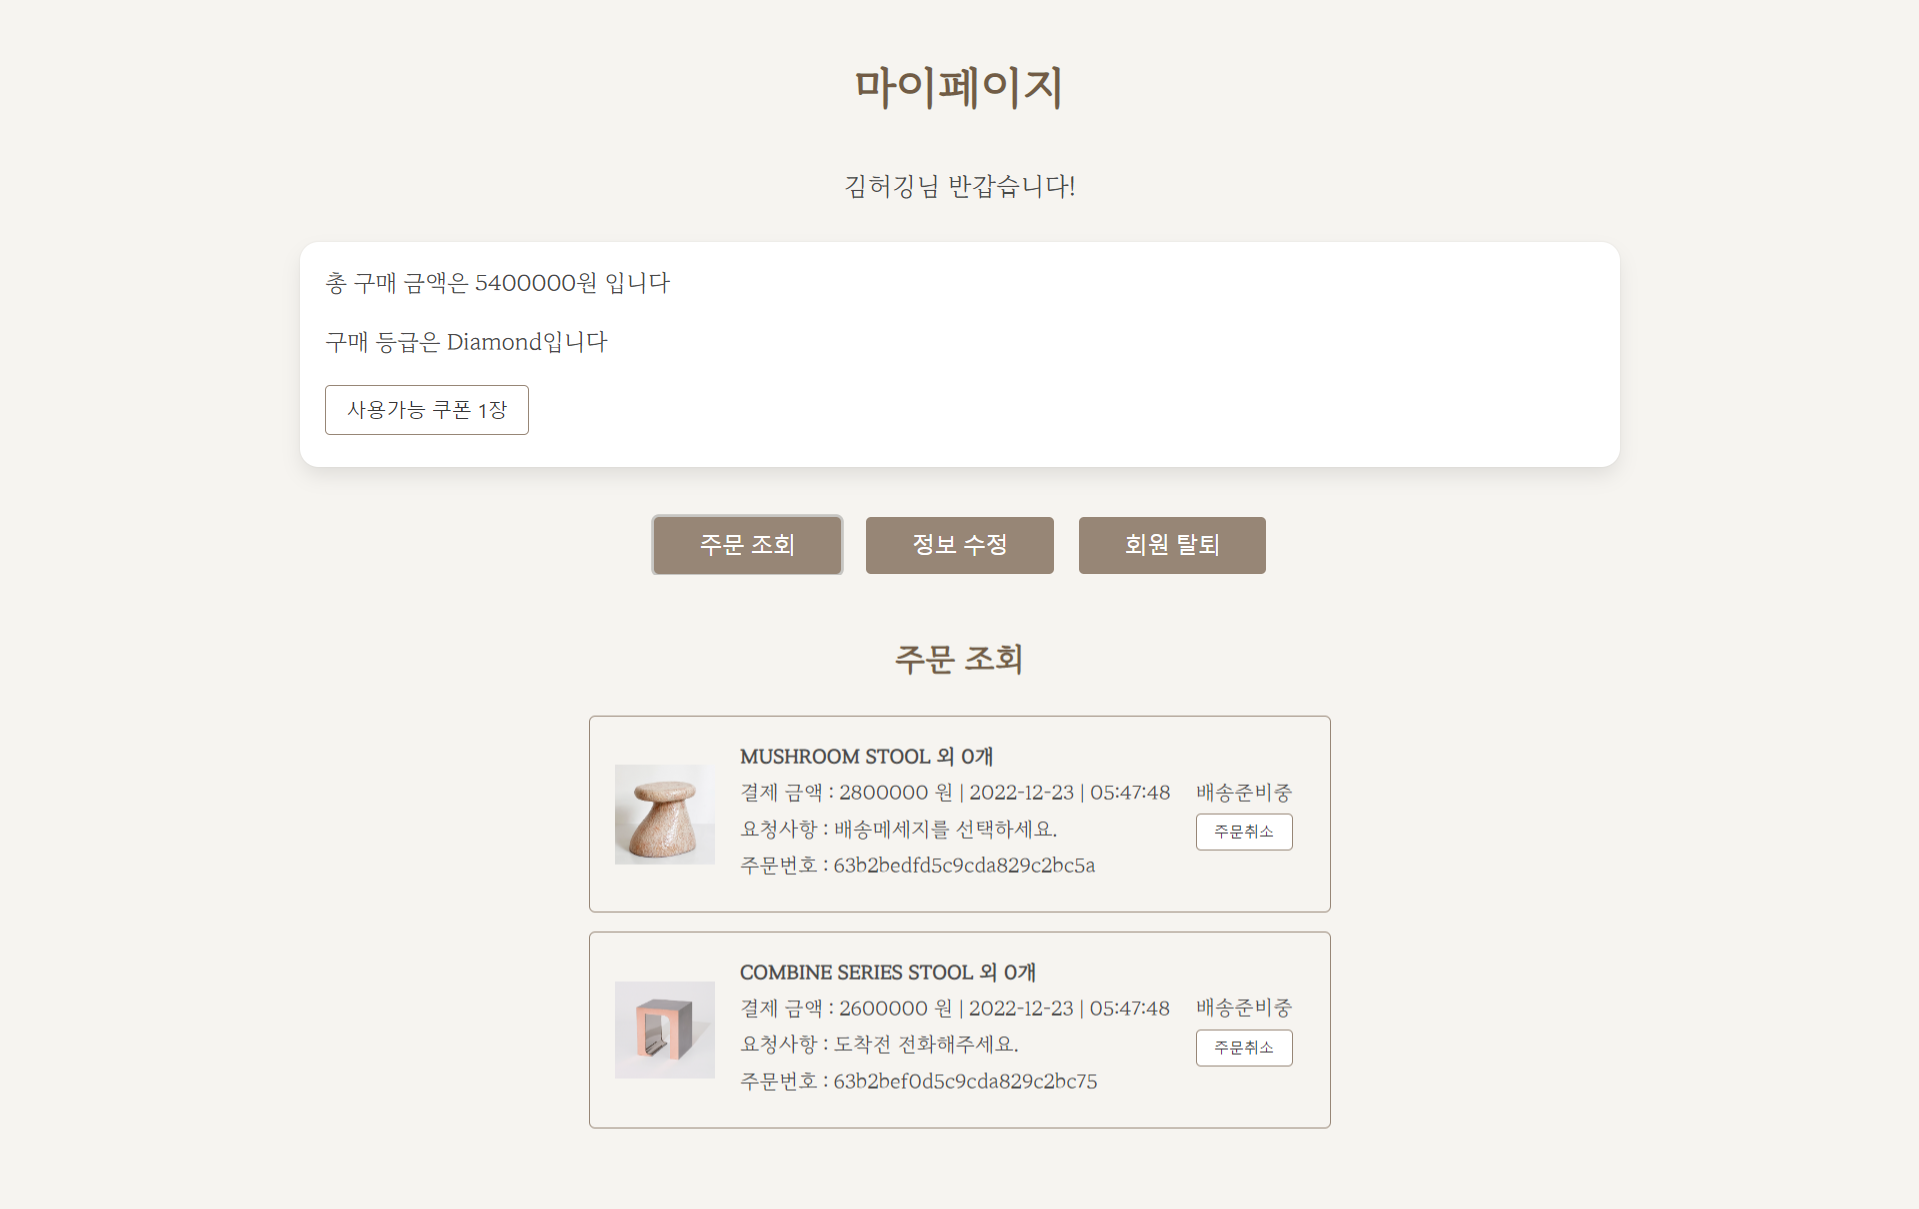 마이페이지
김허깅님 반갑습니다!
총 구매 금액은 5400000원 입니다
구매 등급은 Diamond입니다
사용가능 쿠폰 1장
주문 조회
정보 수정
회원 탈퇴
주문 조회
MUSHROOM STOOL 외 0개
결제 금액 : 2800000 원 | 2022-12-23 | 05:47:48
요청사항 : 배송메세지를 선택하세요.
주문번호 : 63b2bedfd5c9cda829c2bc5a
배송준비중
주문취소
COMBINE SERIES STOOL 외 0개
결제 금액 : 2600000 원 | 2022-12-23 | 05:47:48
요청사항 : 도착전 전화해주세요.
주문번호 : 63b2bef0d5c9cda829c2bc75
배송준비중
주문취소